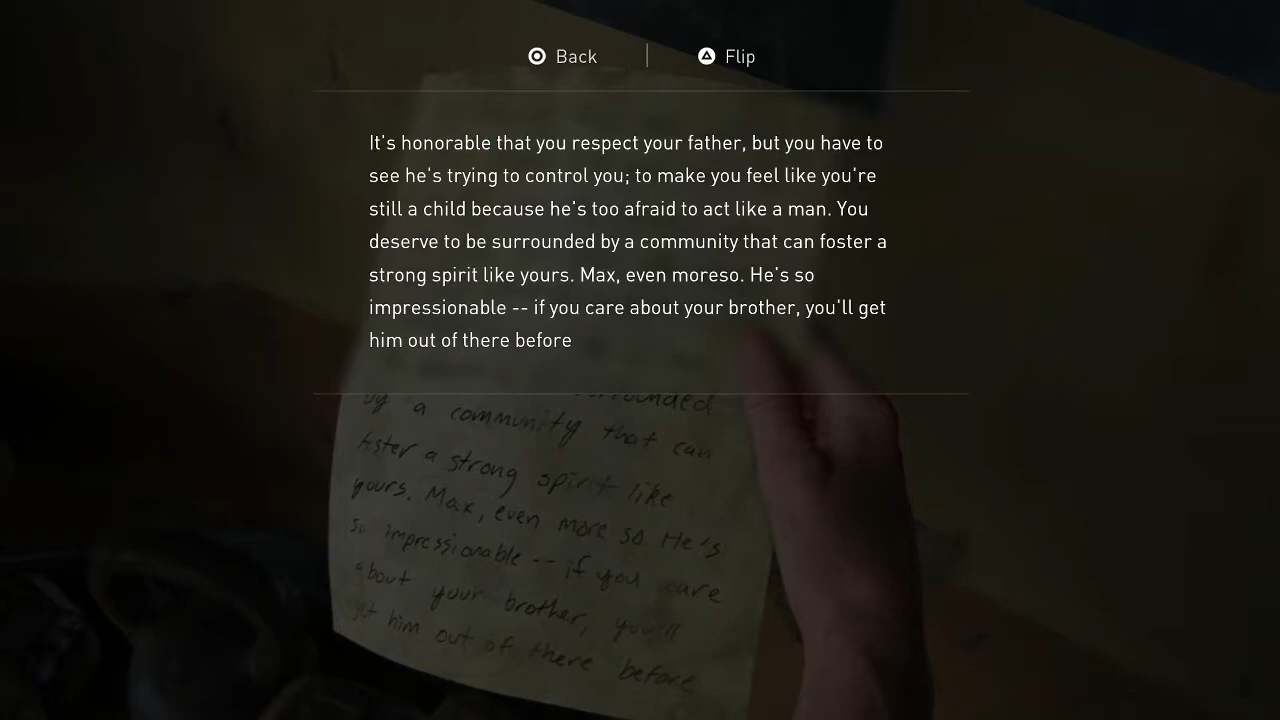 Back
Flip
It's honorable that you respect your father, but you have to
see he's trying to control you; to make you feel like you're
still a child because he's too afraid to act like a man. You
deserve to be surrounded by a community that can foster a
strong spirit like yours. Max, even moreso. He's so
impressionable -- if you care about your brother, you'll get
him out of there before
surrounded
by a community that can
foster a strong spirit like
yours. Max, even more so He's
so impressionable -- if you care
about your brother, you'll
get him out of there before